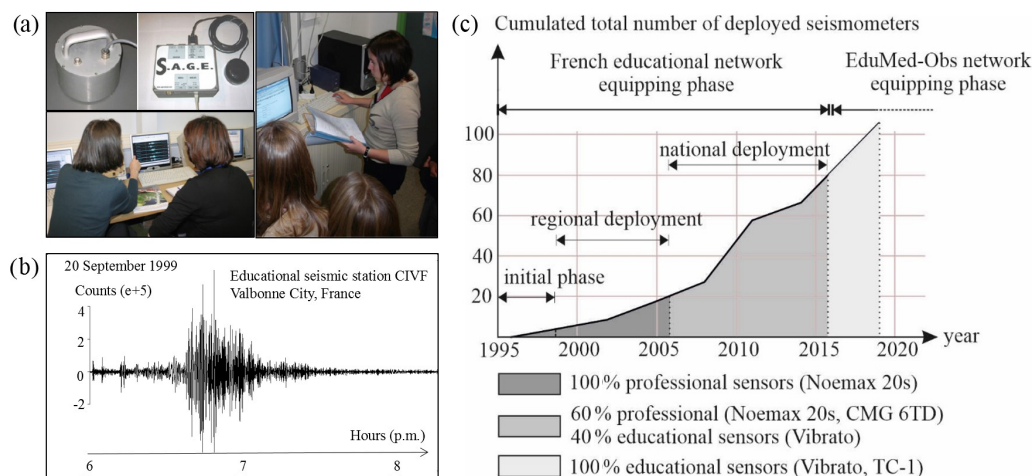 (a)
S.A.G.E.
(b)
20 September 1999
Counts (e+5)
Educational seismic station CIVF
Valbonne City, France
4
2
0
-2
Hours (p.m.)
6
7
8
(c)
Cumulated total number of deployed seismometers
French educational network
equipping phase
EduMed-Obs network
equipping phase
100
80
60
40
20
national deployment
regional deployment
initial phase
1995
2000
2005
2010
2015
2020
year
100% professional sensors (Noemax 20s)
60% professional (Noemax 20s, CMG 6TD)
40% educational sensors (Vibrato)
100% educational sensors (Vibrato, TC-1)